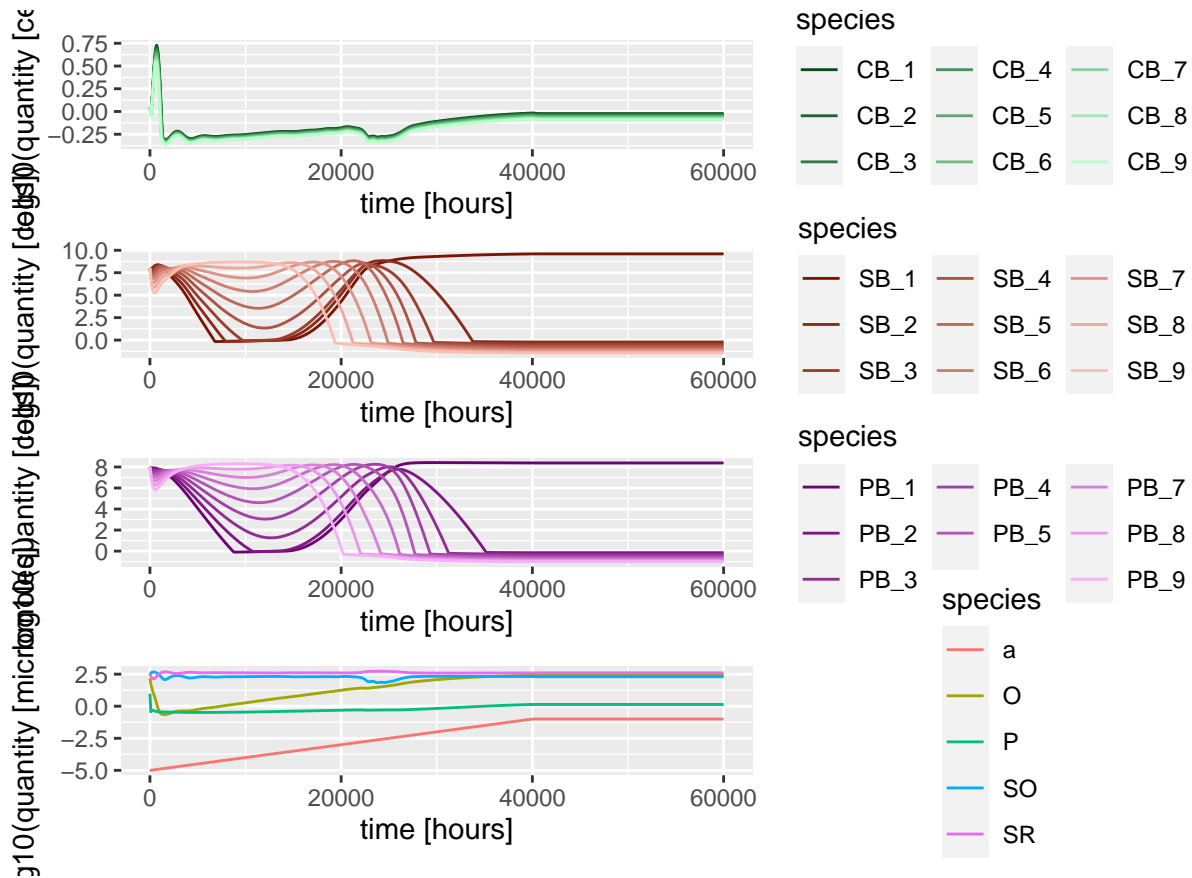 species
0.75
0.50
0.25
0.00
−0.25
0 20000 40000 60000
time [hours]
CB_1 CB_4 CB_7
CB_2 CB_5 CB_8
CB_3 CB_6 CB_9
species
10.0
7.5
5.0
2.5
0.0
0 20000 40000 60000
time [hours]
SB_1 SB_4 SB_7
SB_2 SB_5 SB_8
SB_3 SB_6 SB_9
species
8
6
4
2
0
0 20000 40000 60000
time [hours]
PB_1 PB_4 PB_7
PB_2 PB_5 PB_8
PB_3 PB_9
species
2.5
0.0
−2.5
−5.0
0 20000 40000 60000
time [hours]
a
O
P
SO
SR